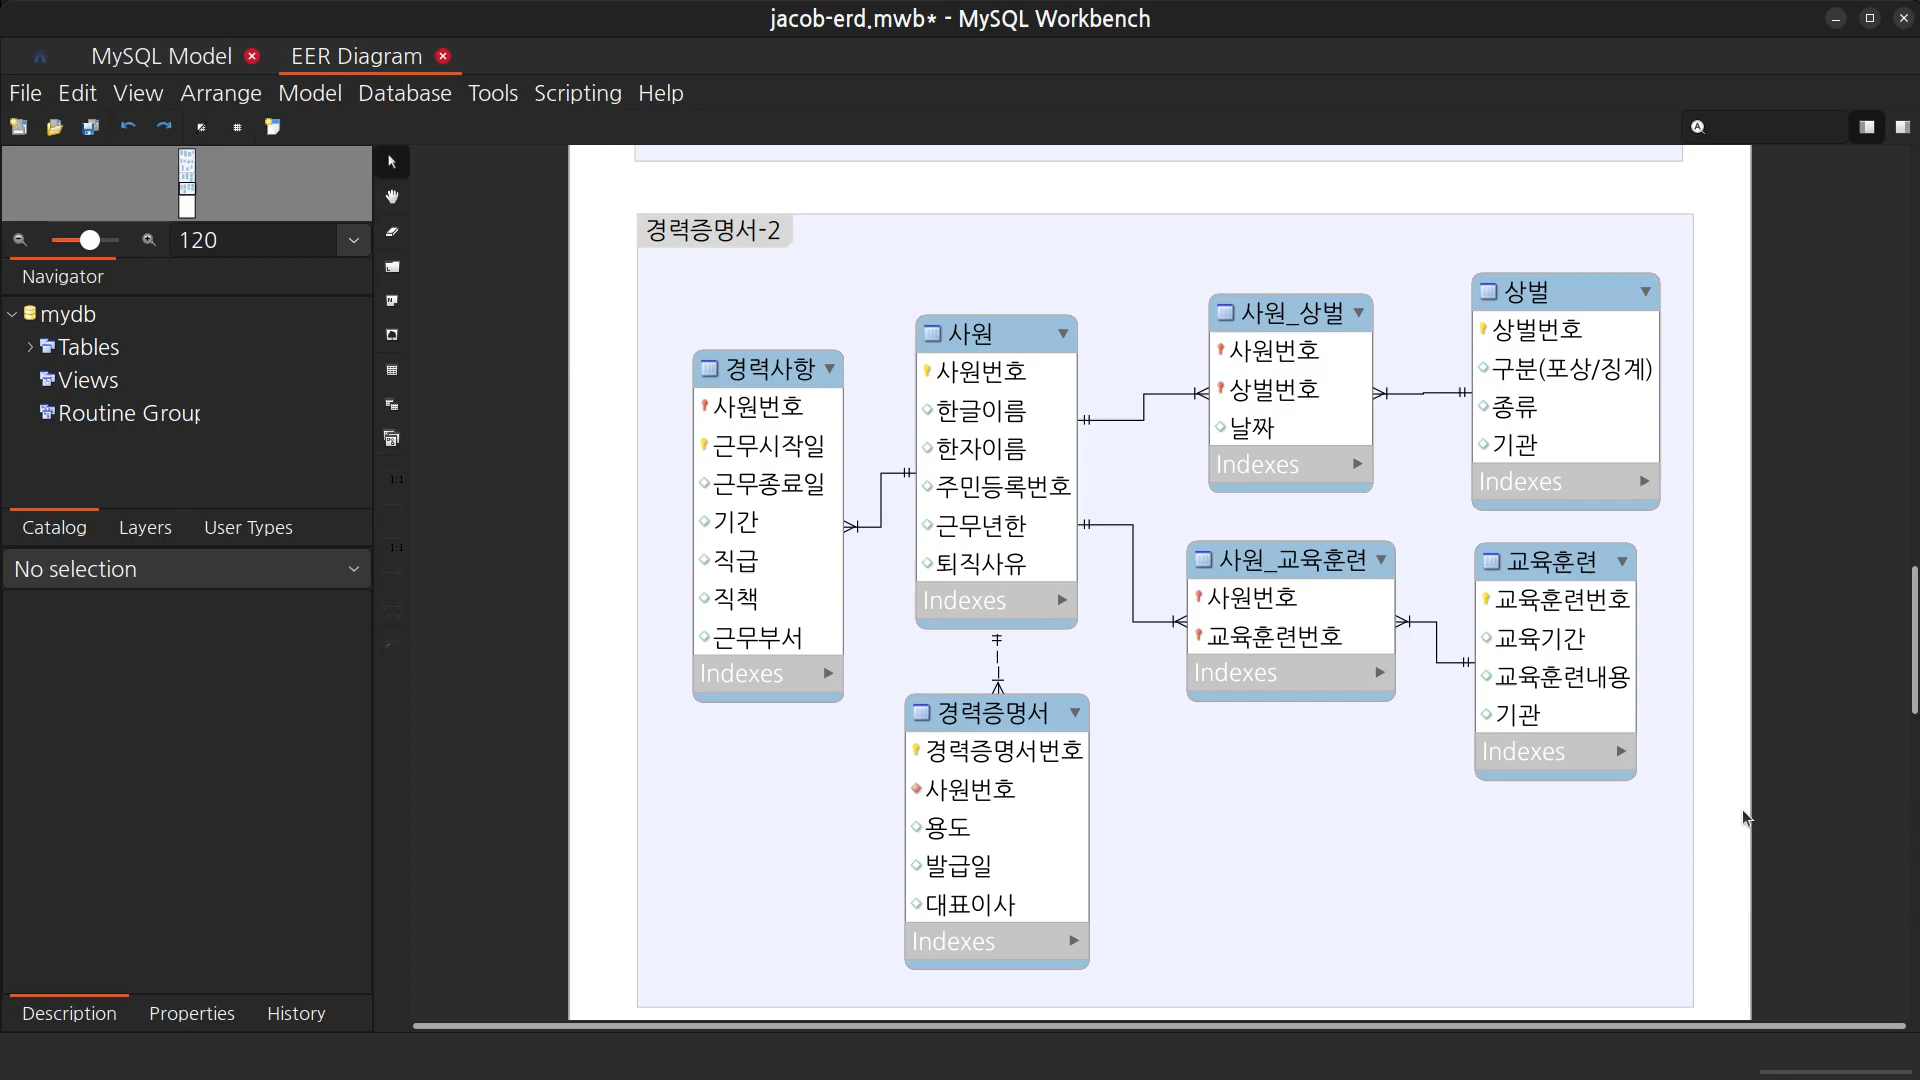 jacob-erd.mwb* - MySQL Workbench
MySQL Model
EER Diagram
File Edit View Arrange Model Database Tools Scripting Help
120
Navigator
mydb
Tables
Views
Routine Group
Catalog Layers User Types
No selection
Description Properties History
경력증명서-2
경력사항
사원번호
근무시작일
근무종료일
기간
직급
직책
근무부서
Indexes
사원
사원번호
한글이름
한자이름
주민등록번호
근무년한
퇴직사유
Indexes
경력증명서
경력증명서번호
사원번호
용도
발급일
대표이사
Indexes
사원_상벌
사원번호
상벌번호
날짜
Indexes
상벌
상벌번호
구분(포상/징계)
종류
기관
Indexes
사원_교육훈련
사원번호
교육훈련번호
Indexes
교육훈련
교육훈련번호
교육기간
교육훈련내용
기관
Indexes
1:1
1:1